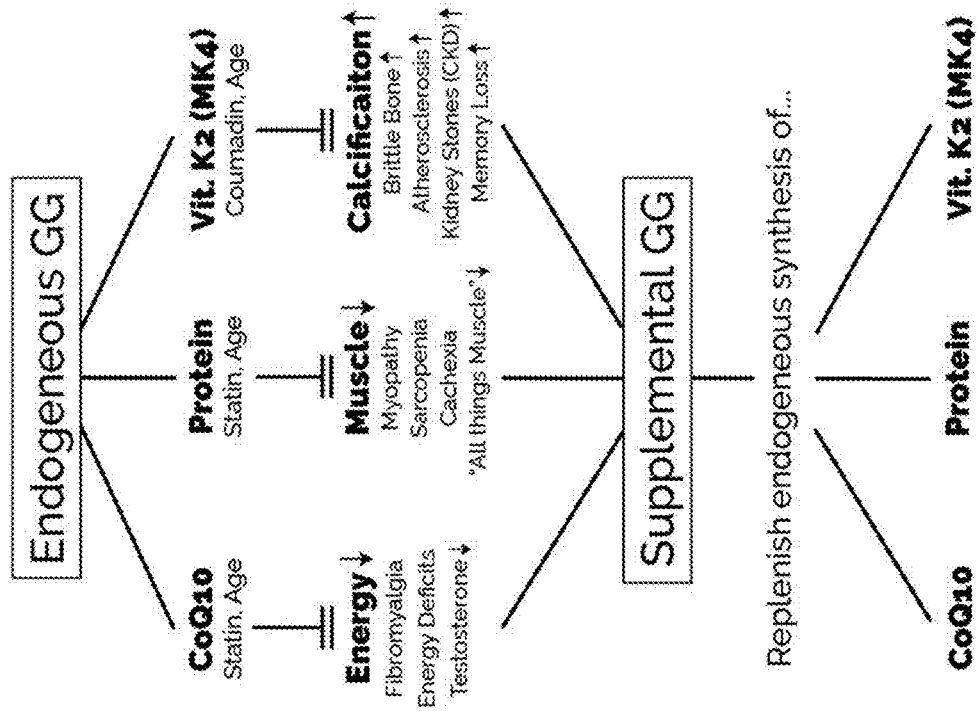 Endogeneous GG
CoQ10
Statin, Age
Protein
Statin, Age
Vit. K2 (MK4)
Coumadin, Age
Energy↓
Fibromyalgia
Energy Deficits
Testosterone↓
Muscle↓
Myopathy
Sarcopenia
Cachexia
"All things Muscle"↓
Calcificaiton↑
Brittle Bone↑
Atherosclerosis↑
Kidney Stones (CKD)↑
Memory Loss↑
Supplemental GG
Replenish endogeneous synthesis of...
CoQ10
Protein
Vit. K2 (MK4)